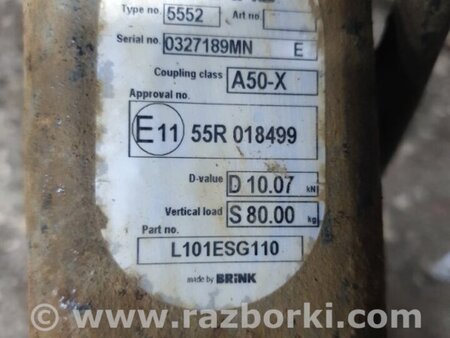 Type no. 5552 Art no.
Serial no. 0327189MN E
Coupling class A50-X
Approval no.
E11 55R 018499
D-value D 10.07 kN
Vertical load S 80.00 kg
Part no.
L101ESG110
made by BRINK
www.razborki.com